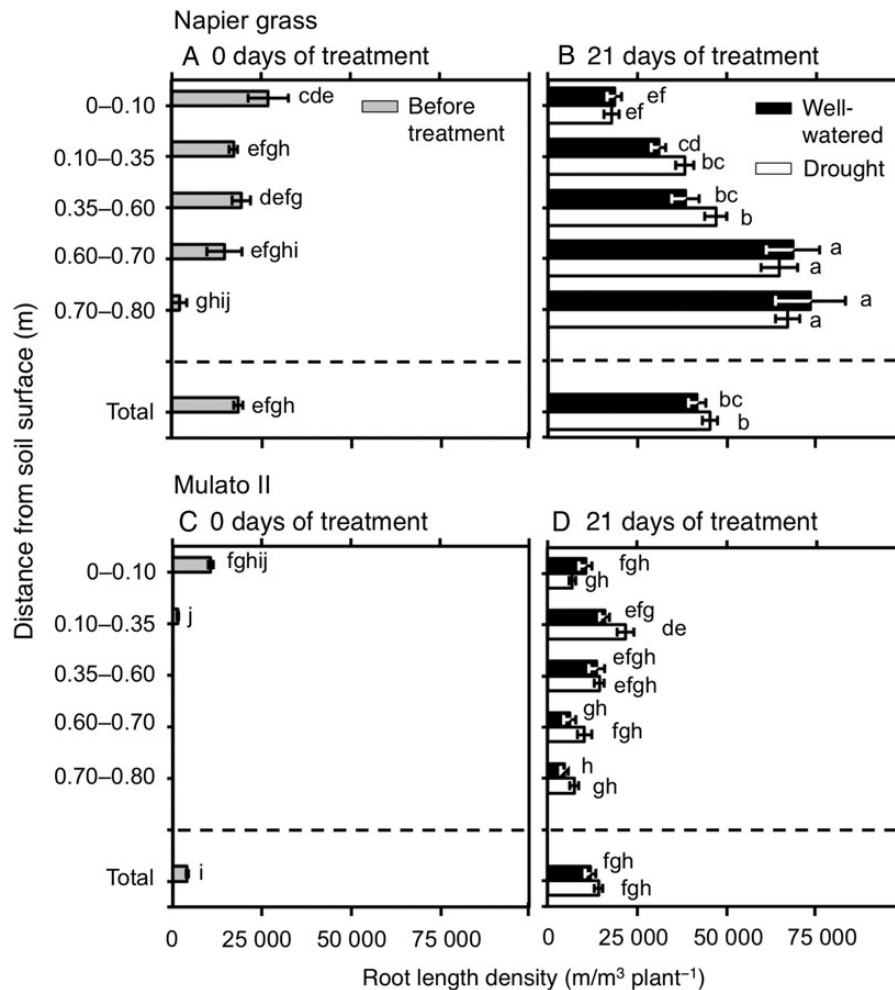 Napier grass
A 0 days of treatment
B 21 days of treatment
Before
treatment
Well-
watered
Drought
Distance from soil surface (m)
0–0.10
cde
ef
ef
0.10–0.35
efgh
cd
bc
0.35–0.60
defg
bc
b
0.60–0.70
efghi
a
a
0.70–0.80
ghij
a
a
Total
efgh
bc
b
Mulato II
C 0 days of treatment
D 21 days of treatment
0–0.10
fghij
fgh
gh
0.10–0.35
j
efg
de
0.35–0.60
efgh
efgh
0.60–0.70
gh
fgh
0.70–0.80
h
gh
Total
i
fgh
fgh
0 25 000 50 000 75 000
0 25 000 50 000 75 000
Root length density (m/m³ plant⁻¹)